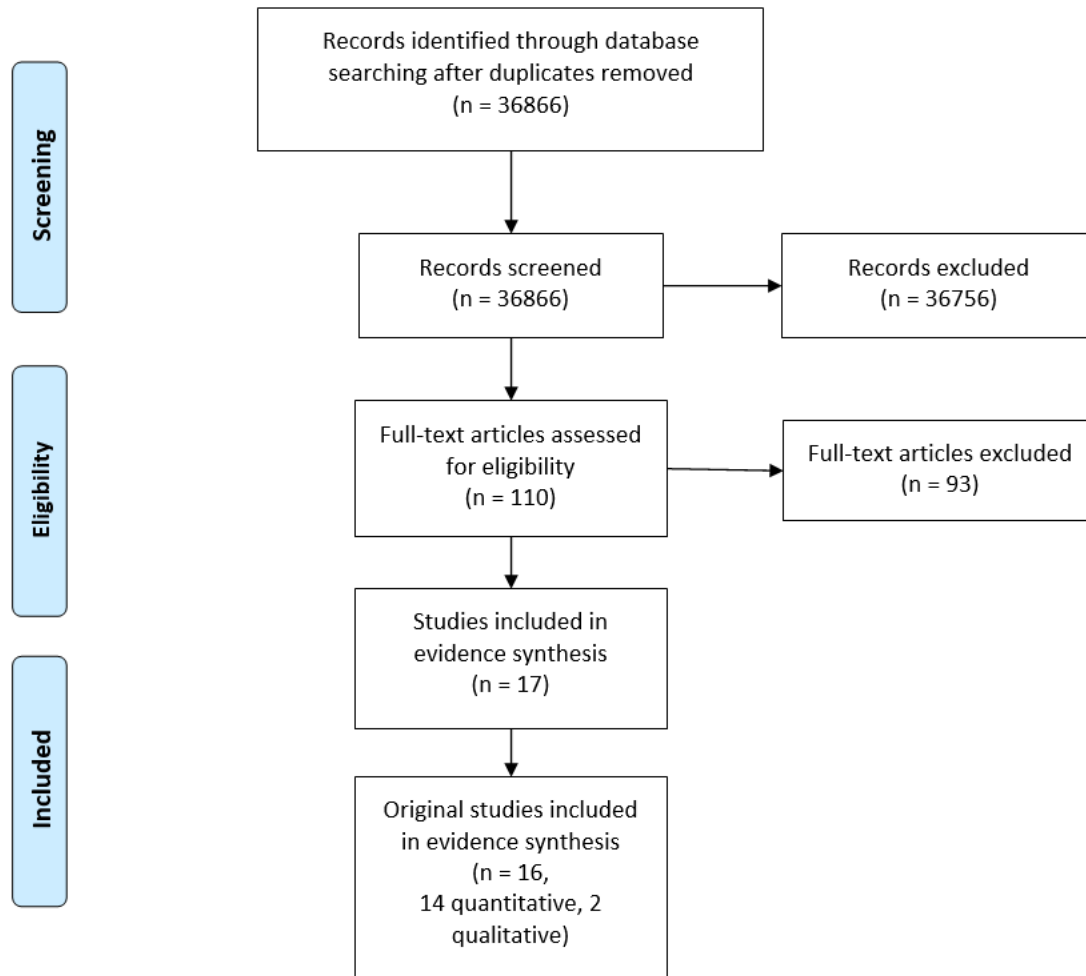 Records identified through database
searching after duplicates removed
(n = 36866)
Screening
Records screened
(n = 36866)
Records excluded
(n = 36756)
Eligibility
Full-text articles assessed
for eligibility
(n = 110)
Full-text articles excluded
(n = 93)
Studies included in
evidence synthesis
(n = 17)
Included
Original studies included
in evidence synthesis
(n = 16,
14 quantitative, 2
qualitative)